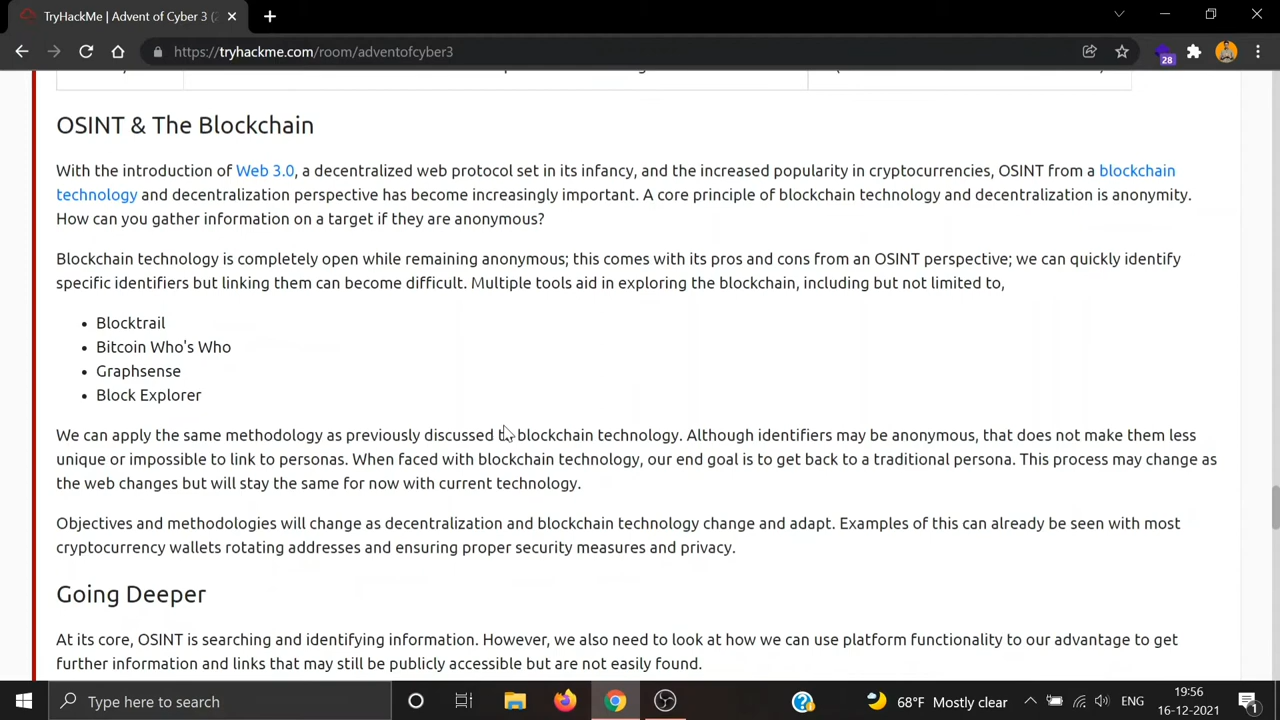 TryHackMe | Advent of Cyber 3 (
https://tryhackme.com/room/adventofcyber3
28
OSINT & The Blockchain
With the introduction of Web 3.0, a decentralized web protocol set in its infancy, and the increased popularity in cryptocurrencies, OSINT from a blockchain
technology and decentralization perspective has become increasingly important. A core principle of blockchain technology and decentralization is anonymity.
How can you gather information on a target if they are anonymous?
Blockchain technology is completely open while remaining anonymous; this comes with its pros and cons from an OSINT perspective; we can quickly identify
specific identifiers but linking them can become difficult. Multiple tools aid in exploring the blockchain, including but not limited to,
• Blocktrail
• Bitcoin Who's Who
• Graphsense
• Block Explorer
We can apply the same methodology as previously discussed to blockchain technology. Although identifiers may be anonymous, that does not make them less
unique or impossible to link to personas. When faced with blockchain technology, our end goal is to get back to a traditional persona. This process may change as
the web changes but will stay the same for now with current technology.
Objectives and methodologies will change as decentralization and blockchain technology change and adapt. Examples of this can already be seen with most
cryptocurrency wallets rotating addresses and ensuring proper security measures and privacy.
Going Deeper
At its core, OSINT is searching and identifying information. However, we also need to look at how we can use platform functionality to our advantage to get
further information and links that may still be publicly accessible but are not easily found.
Type here to search
68°F Mostly clear
ENG
19:56
16-12-2021
1